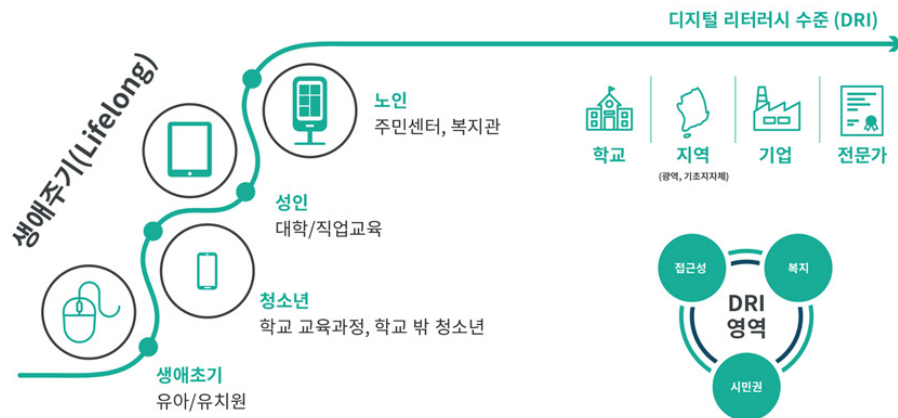 디지털 리터러시 수준 (DRI)
생애주기(Lifelong)
노인
주민센터, 복지관
성인
대학/직업교육
청소년
학교 교육과정, 학교 밖 청소년
생애초기
유아/유치원
학교
지역
(광역, 기초지자체)
기업
전문가
접근성
복지
DRI
영역
시민권